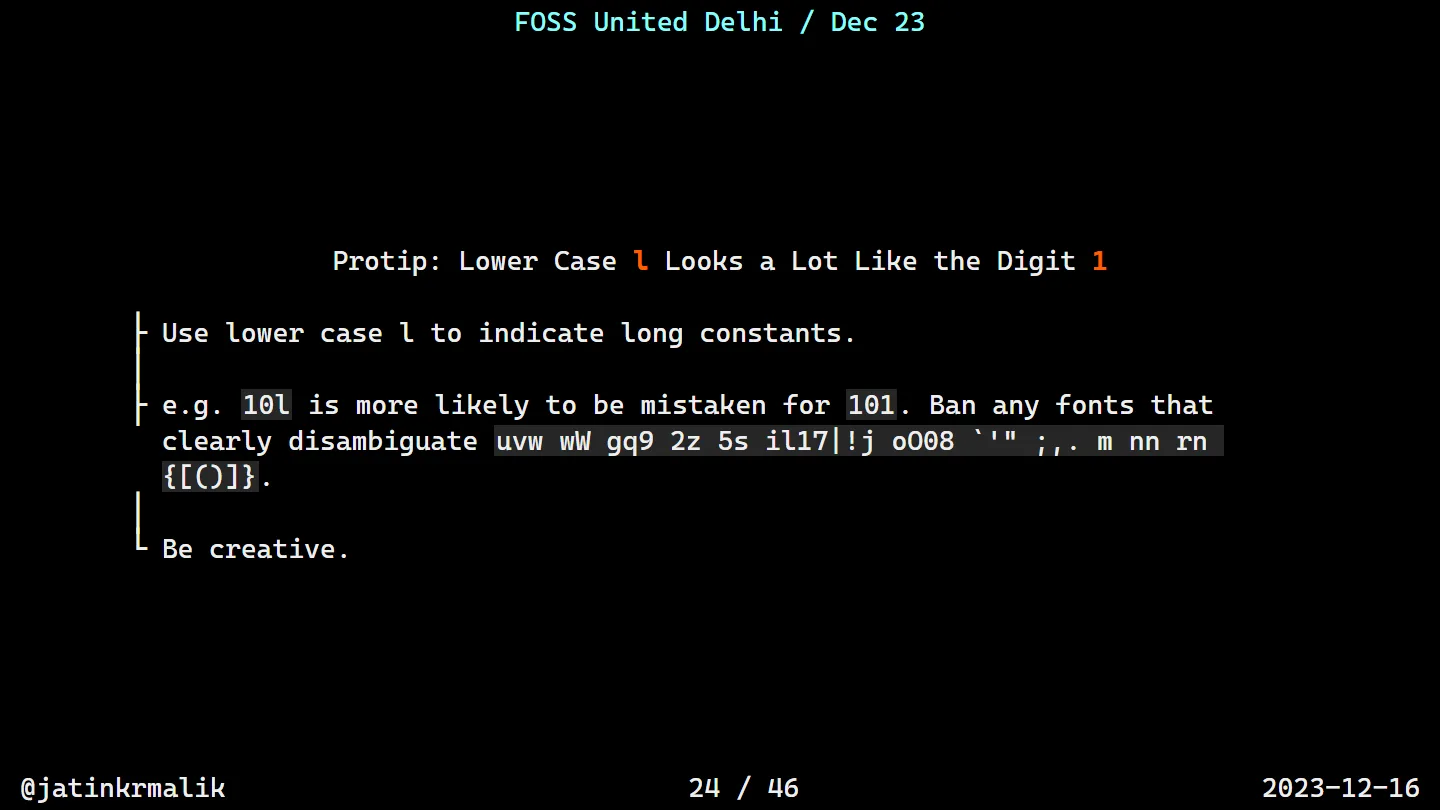 FOSS United Delhi / Dec 23
Protip: Lower Case l Looks a Lot Like the Digit 1
Use lower case l to indicate long constants.
e.g. 10l is more likely to be mistaken for 101. Ban any fonts that
clearly disambiguate uvw wW gq9 2z 5s il17|!j oO08 `'" ;,. m nn rn
{[()]}.
Be creative.
@jatinkrmalik
24 / 46
2023-12-16